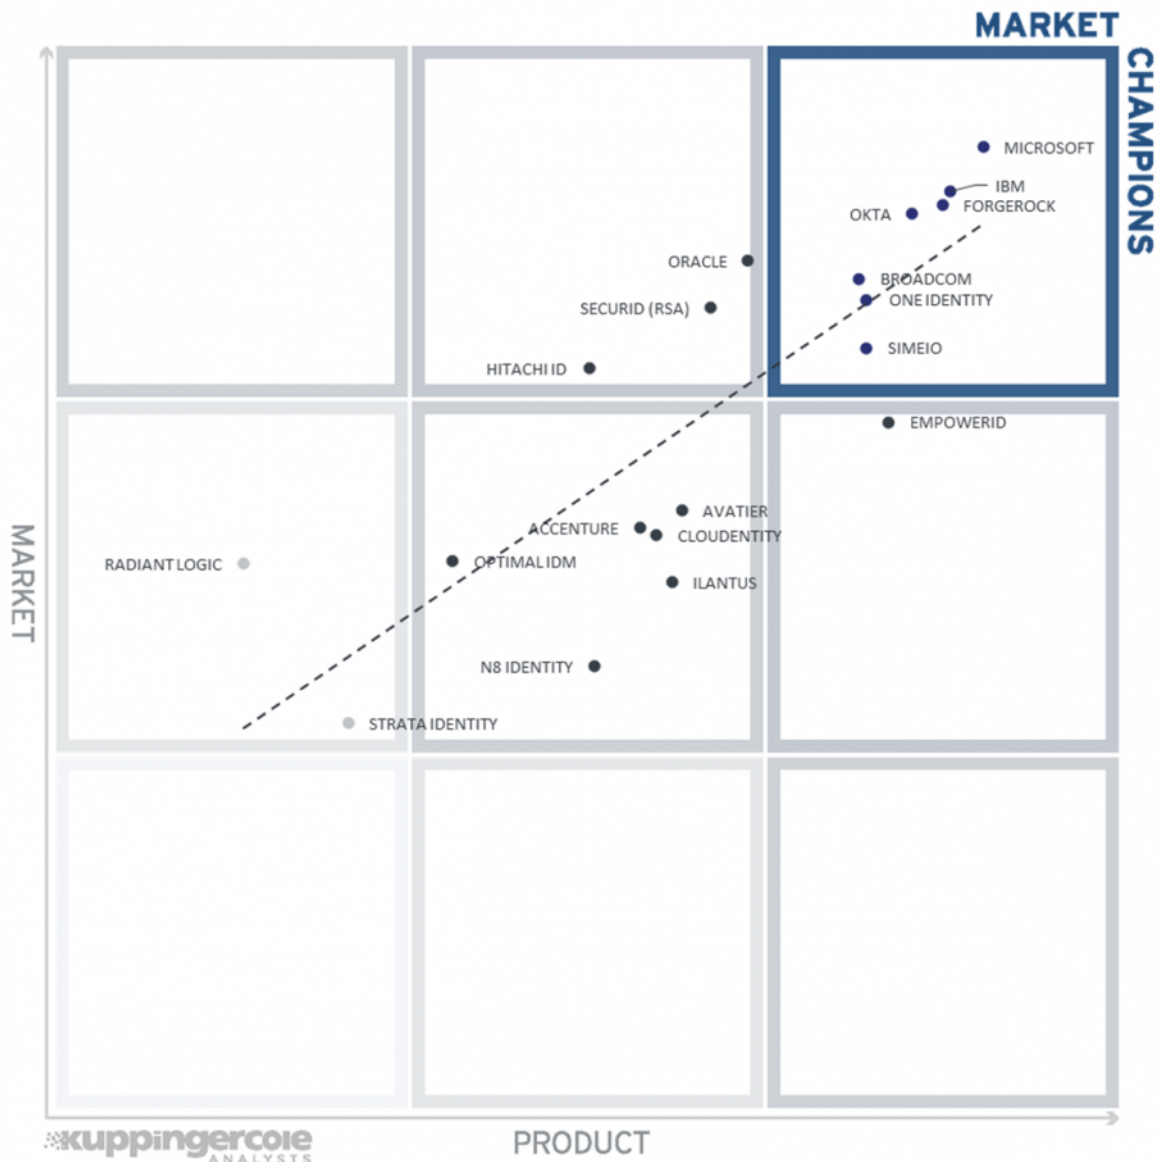 MARKET
CHAMPIONS
MICROSOFT
IBM
FORGEROCK
OKTA
ORACLE
BROADCOM
ONE IDENTITY
SECURID (RSA)
SIMEIO
HITACHI ID
EMPOWERID
AVATIER
ACCENTURE
CLOUDENTITY
OPTIMAL IDM
RADIANT LOGIC
ILANTUS
N8 IDENTITY
STRATA IDENTITY
MARKET
PRODUCT
kuppingercole
ANALYSTS